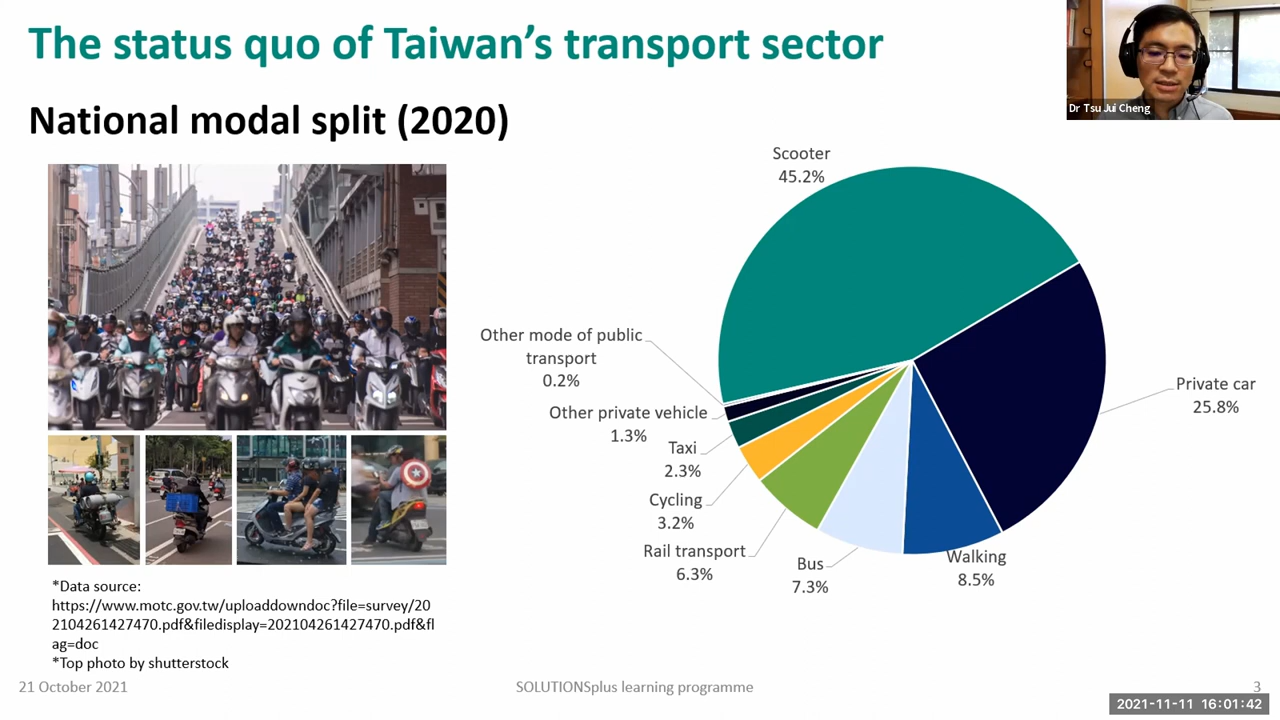 The status quo of Taiwan’s transport sector
Dr Tsu Jui Cheng
National modal split (2020)
Scooter
45.2%
Other mode of public
transport
0.2%
Private car
25.8%
Other private vehicle
1.3%
Taxi
2.3%
Cycling
3.2%
Rail transport
6.3%
Bus
7.3%
Walking
8.5%
*Data source:
https://www.motc.gov.tw/uploaddowndoc?file=survey/20
2104261427470.pdf&filedisplay=202104261427470.pdf&fl
ag=doc
*Top photo by shutterstock
21 October 2021
SOLUTIONSplus learning programme
3
2021-11-11 16:01:42